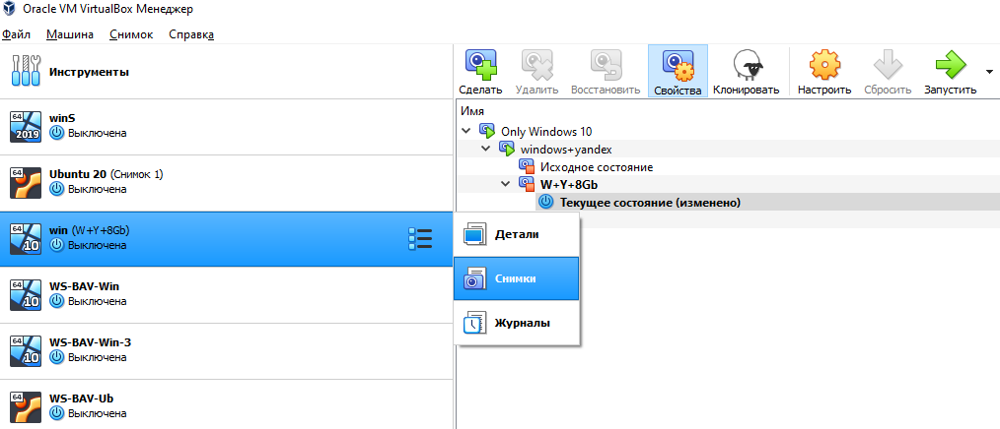 Oracle VM VirtualBox Менеджер
Файл Машина Снимок Справка
Инструменты
Сделать Удалить Восстановить Свойства Клонировать Настроить Сбросить Запустить
64
2019
winS
Выключена
64
Ubuntu 20 (Снимок 1)
Выключена
64
10
win (W+Y+8Gb)
Выключена
64
10
WS-BAV-Win
Выключена
64
10
WS-BAV-Win-3
Выключена
64
WS-BAV-Ub
Выключена
Имя
Only Windows 10
windows+yandex
Исходное состояние
W+Y+8Gb
Текущее состояние (изменено)
Детали
Снимки
Журналы